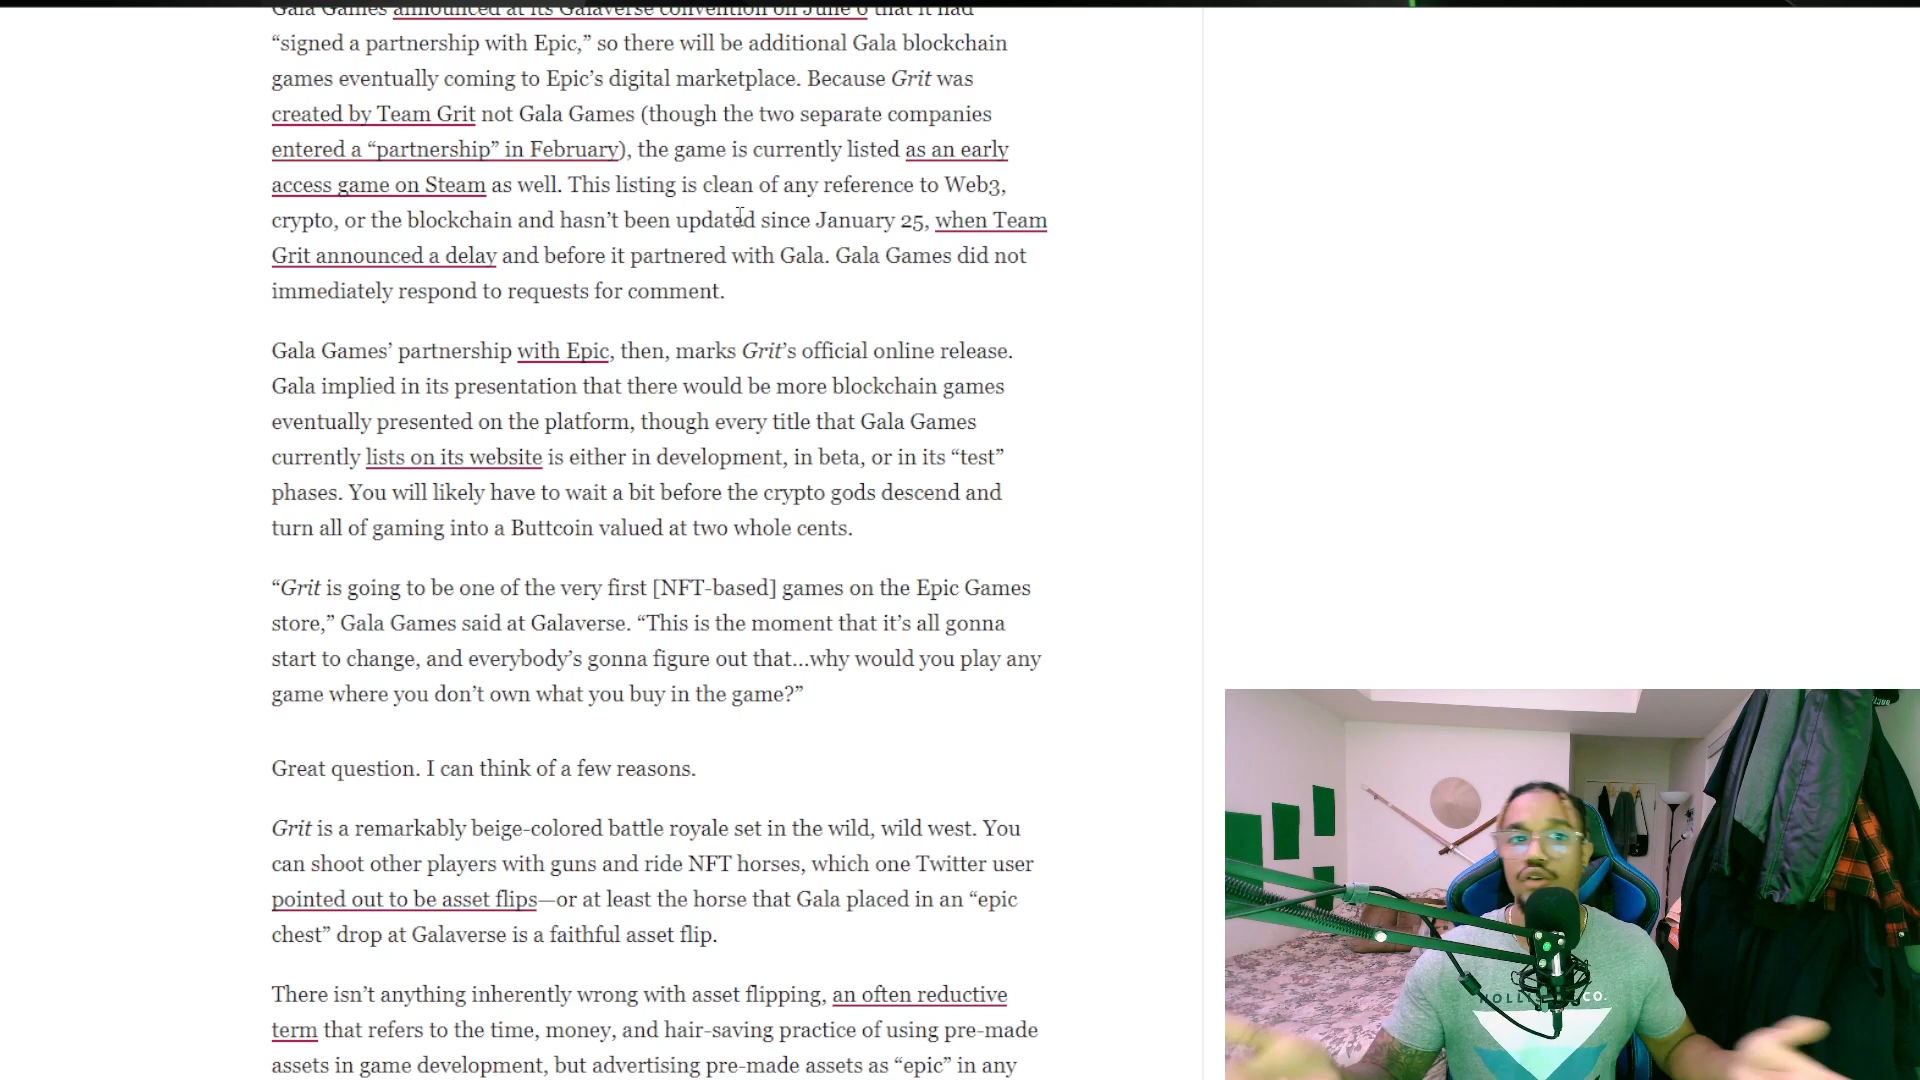 Gala Games announced at its Galaverse convention on June 6 that it had
“signed a partnership with Epic,” so there will be additional Gala blockchain
games eventually coming to Epic’s digital marketplace. Because Grit was
created by Team Grit not Gala Games (though the two separate companies
entered a “partnership” in February), the game is currently listed as an early
access game on Steam as well. This listing is clean of any reference to Web3,
crypto, or the blockchain and hasn’t been updated since January 25, when Team
Grit announced a delay and before it partnered with Gala. Gala Games did not
immediately respond to requests for comment.
Gala Games’ partnership with Epic, then, marks Grit’s official online release.
Gala implied in its presentation that there would be more blockchain games
eventually presented on the platform, though every title that Gala Games
currently lists on its website is either in development, in beta, or in its “test”
phases. You will likely have to wait a bit before the crypto gods descend and
turn all of gaming into a Buttcoin valued at two whole cents.
“Grit is going to be one of the very first [NFT-based] games on the Epic Games
store,” Gala Games said at Galaverse. “This is the moment that it’s all gonna
start to change, and everybody’s gonna figure out that...why would you play any
game where you don’t own what you buy in the game?”
Great question. I can think of a few reasons.
Grit is a remarkably beige-colored battle royale set in the wild, wild west. You
can shoot other players with guns and ride NFT horses, which one Twitter user
pointed out to be asset flips—or at least the horse that Gala placed in an “epic
chest” drop at Galaverse is a faithful asset flip.
There isn’t anything inherently wrong with asset flipping, an often reductive
term that refers to the time, money, and hair-saving practice of using pre-made
assets in game development, but advertising pre-made assets as “epic” in any
CO.